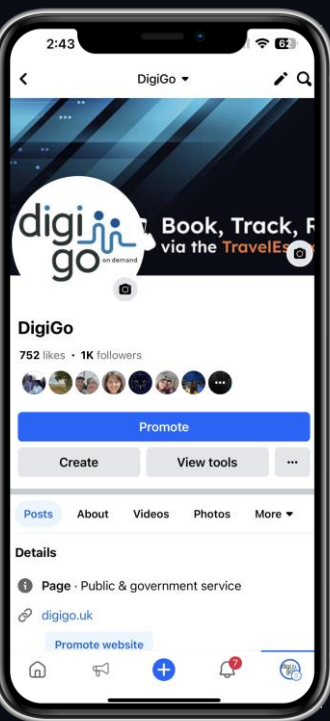 2:43
62
DigiGo
digi
go
on demand
Book, Track, R
via the TravelEs
DigiGo
752 likes • 1K followers
Promote
Create View tools
Posts About Videos Photos More
Details
Page · Public & government service
digigo.uk
Promote website
7